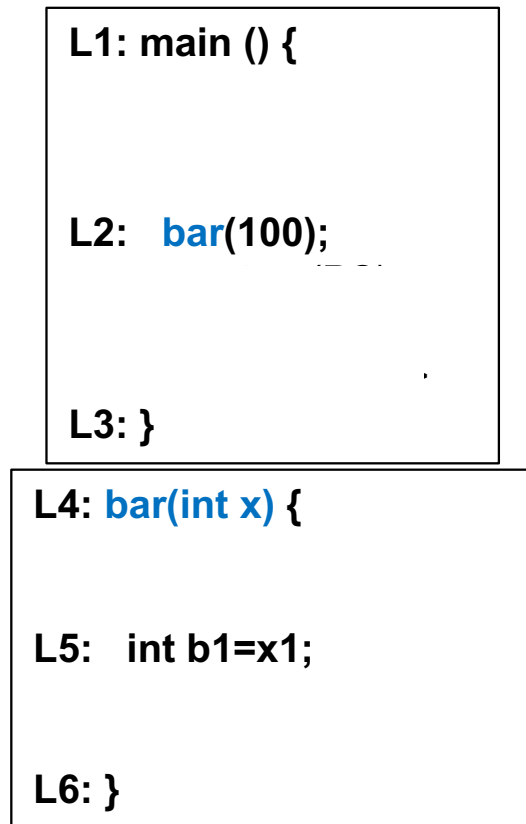 L1: main () {
L2: bar(100);
L3: }
L4: bar(int x) {
L5: int b1=x1;
L6: }